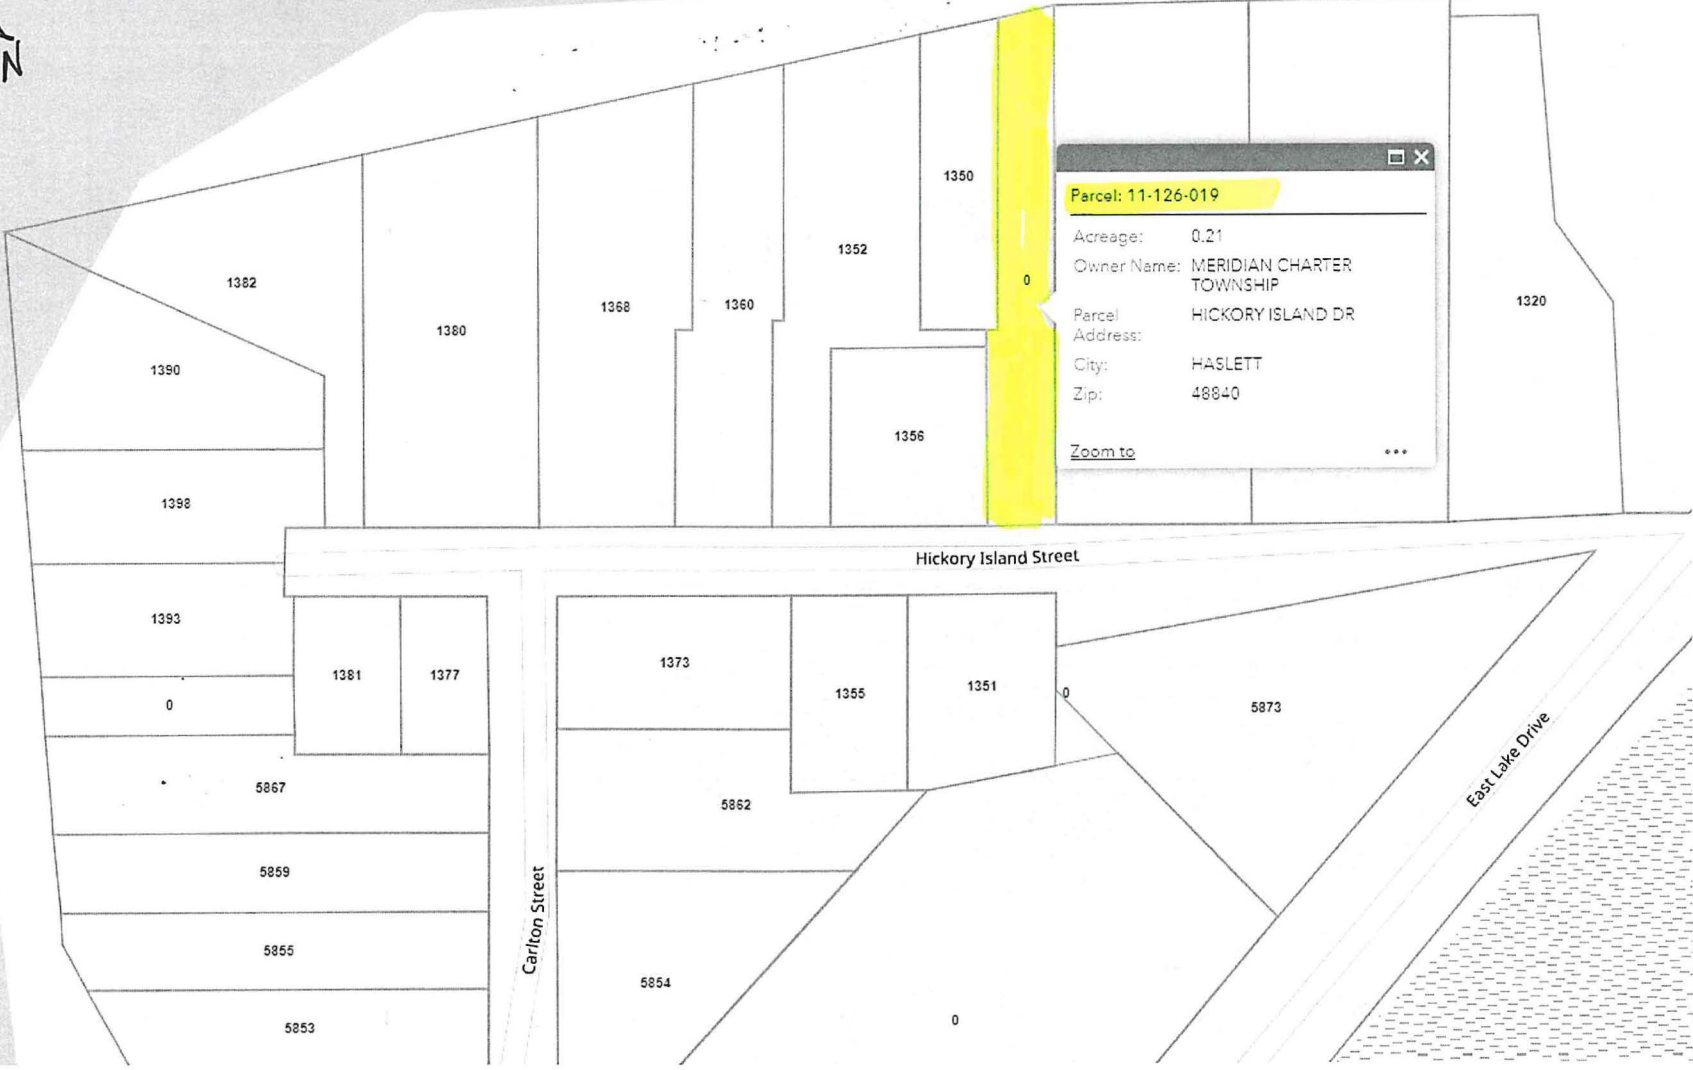 N
1350
Parcel: 11-126-019
Acreage: 0.21
Owner Name: MERIDIAN CHARTER
TOWNSHIP
Parcel HICKORY ISLAND DR
Address:
City: HASLETT
Zip: 48840
Zoom to
1352
1382
0
1368
1360
1320
1380
1390
1356
1398
Hickory Island Street
1393
1373
1381
1377
1355
1351
0
0
5873
East Lake Drive
5867
5862
5859
Carlton Street
5855
5854
0
5853